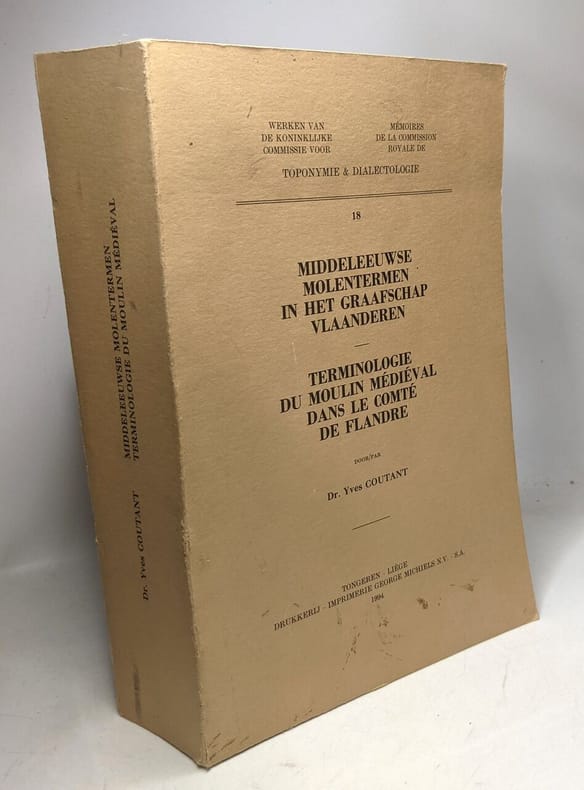 WERKEN VAN
DE KONINKLIJKE
COMMISSIE VOOR
MÉMOIRES
DE LA COMMISSION
ROYALE DE
TOPONYMIE & DIALECTOLOGIE
18
MIDDELEEUWSE
MOLENTERMEN
IN HET GRAAFSCHAP
VLAANDEREN
TERMINOLOGIE
DU MOULIN MÉDIÉVAL
DANS LE COMTÉ
DE FLANDRE
DOOR/PAR
Dr. Yves COUTANT
TONGEREN - LIÈGE
DRUKKERIJ - IMPRIMERIE GEORGE MICHIELS N.V. - S.A.
1994
Dr. Yves COUTANT
MIDDELEEUWSE MOLENTERMEN
TERMINOLOGIE DU MOULIN MÉDIÉVAL